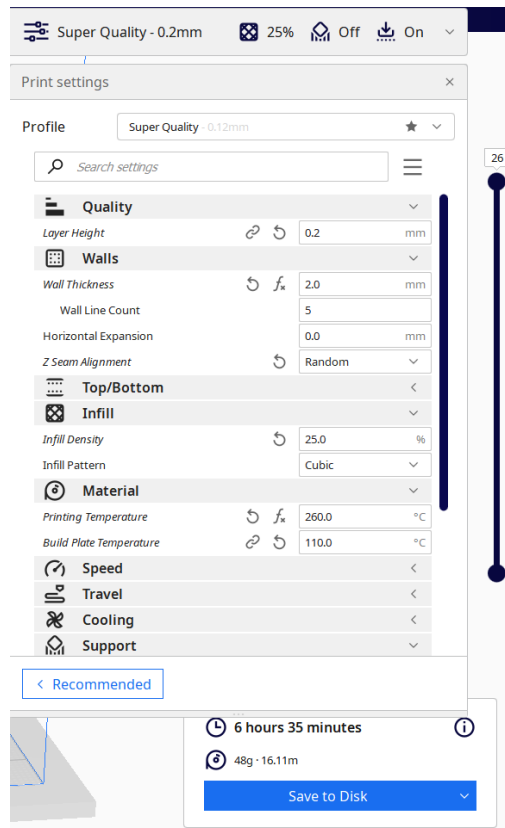 Super Quality - 0.2mm 25% Off On
Print settings ×
Profile Super Quality - 0.12mm
Search settings
26
Quality
Layer Height 0.2 mm
Walls
Wall Thickness 2.0 mm
Wall Line Count 5
Horizontal Expansion 0.0 mm
Z Seam Alignment Random
Top/Bottom
Infill
Infill Density 25.0 %
Infill Pattern Cubic
Material
Printing Temperature 260.0 °C
Build Plate Temperature 110.0 °C
Speed
Travel
Cooling
Support
Recommended
6 hours 35 minutes
48g · 16.11m
Save to Disk